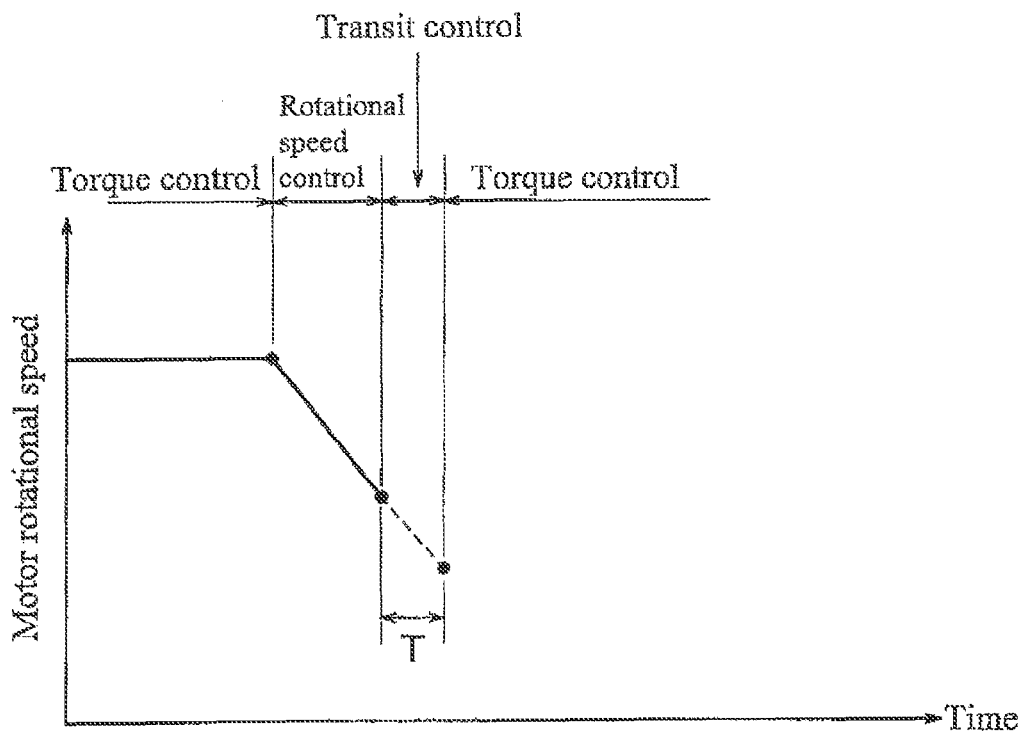 Transit control
Rotational
speed
control
Torque control
Torque control
Motor rotational speed
T
Time